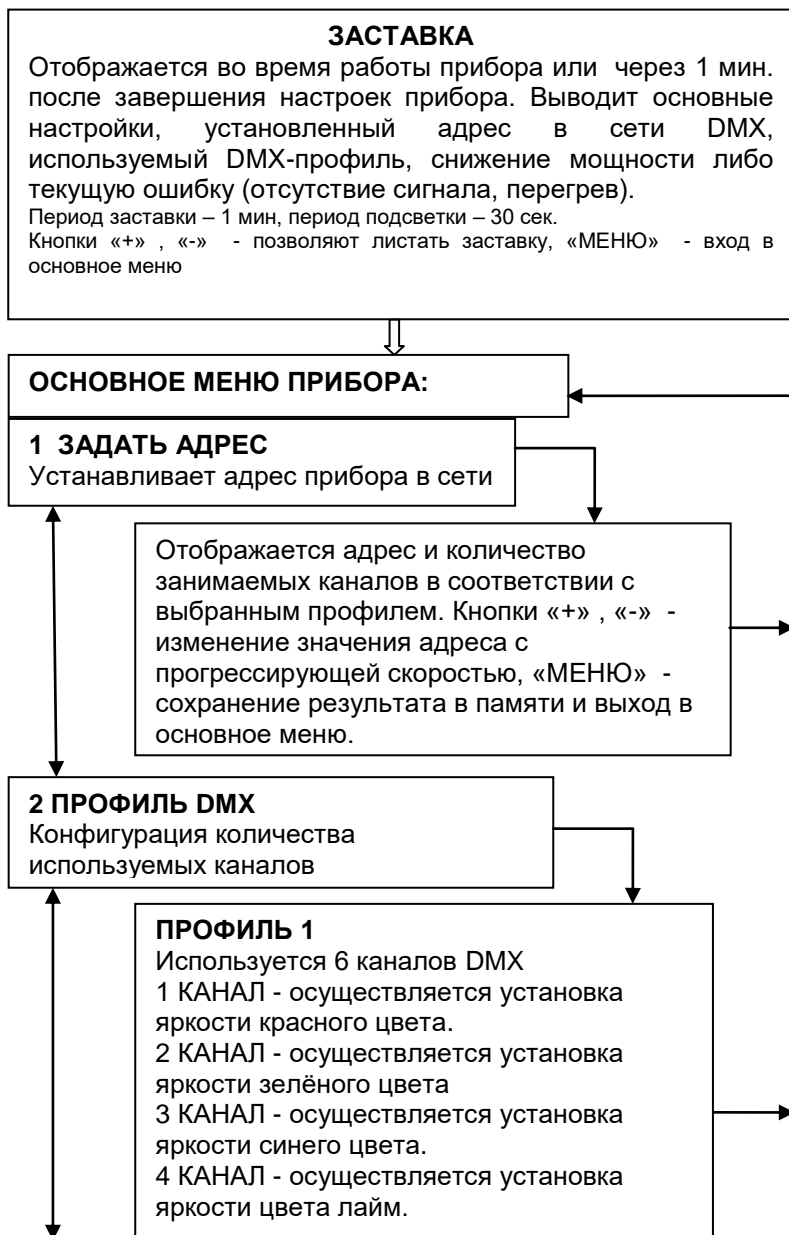 ЗАСТАВКА
Отображается во время работы прибора или через 1 мин.
после завершения настроек прибора. Выводит основные
настройки, установленный адрес в сети DMX,
используемый DMX-профиль, снижение мощности либо
текущую ошибку (отсутствие сигнала, перегрев).
Период заставки – 1 мин, период подсветки – 30 сек.
Кнопки «+» , «-» - позволяют листать заставку, «МЕНЮ» - вход в
основное меню
ОСНОВНОЕ МЕНЮ ПРИБОРА:
1 ЗАДАТЬ АДРЕС
Устанавливает адрес прибора в сети
Отображается адрес и количество
занимаемых каналов в соответствии с
выбранным профилем. Кнопки «+» , «-» -
изменение значения адреса с
прогрессирующей скоростью, «МЕНЮ» -
сохранение результата в памяти и выход в
основное меню.
2 ПРОФИЛЬ DMX
Конфигурация количества
используемых каналов
ПРОФИЛЬ 1
Используется 6 каналов DMX
1 КАНАЛ - осуществляется установка
яркости красного цвета.
2 КАНАЛ - осуществляется установка
яркости зелёного цвета
3 КАНАЛ - осуществляется установка
яркости синего цвета.
4 КАНАЛ - осуществляется установка
яркости цвета лайм.